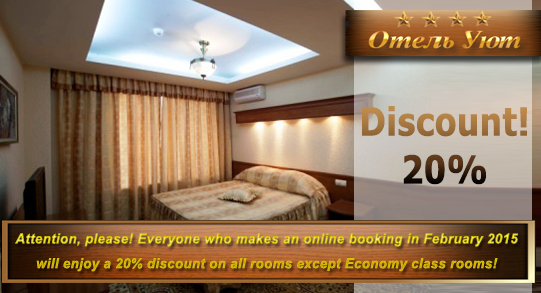 Отель Уют
Discount!
20%
Attention, please! Everyone who makes an online booking in February 2015
will enjoy a 20% discount on all rooms except Economy class rooms!